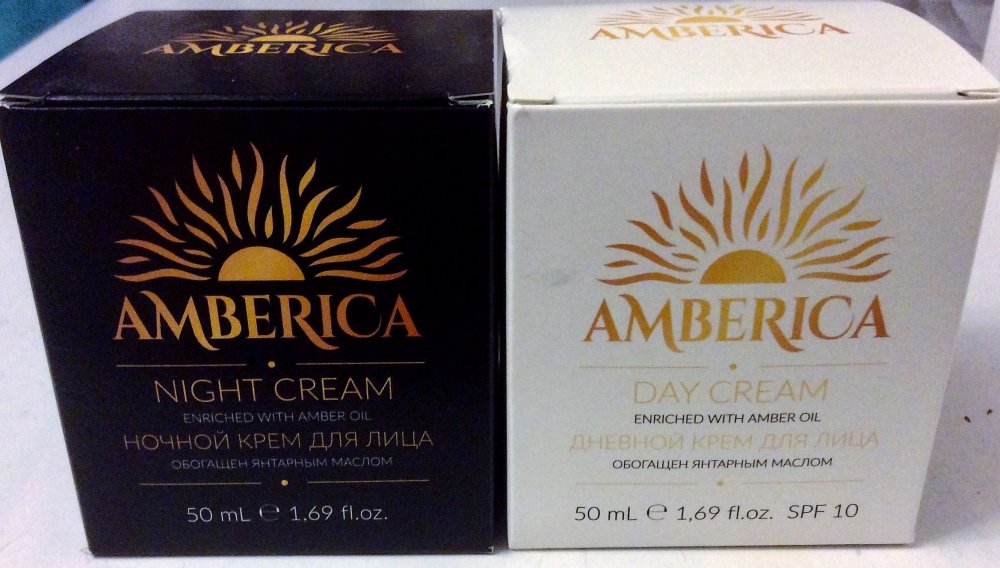 AMBERICA
AMBERICA
NIGHT CREAM
ENRICHED WITH AMBER OIL
НОЧНОЙ КРЕМ ДЛЯ ЛИЦА
ОБОГАЩЕН ЯНТАРНЫМ МАСЛОМ
50 mL ℮ 1,69 fl.oz.
AMBERICA
AMBERICA
DAY CREAM
ENRICHED WITH AMBER OIL
ДНЕВНОЙ КРЕМ ДЛЯ ЛИЦА
ОБОГАЩЕН ЯНТАРНЫМ МАСЛОМ
50 mL ℮ 1,69 fl.oz. SPF 10